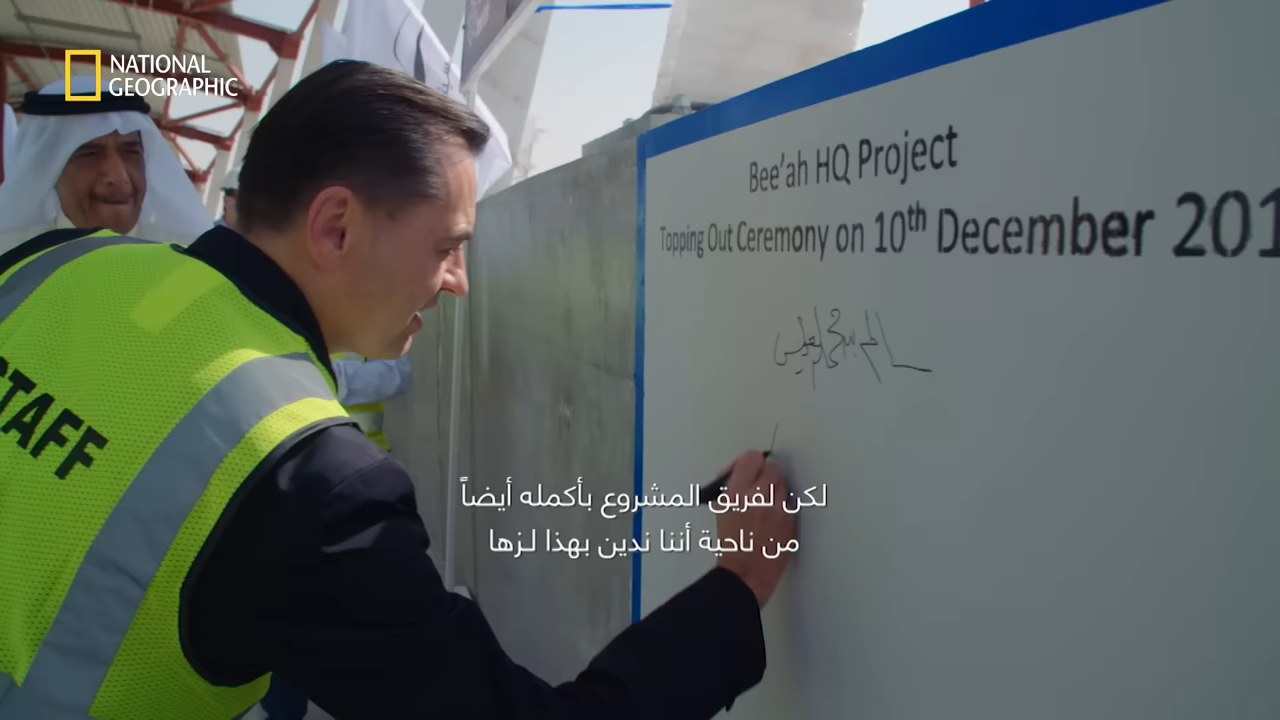 NATIONAL
GEOGRAPHIC
Bee'ah HQ Project
Topping Out Ceremony on 10th December 201
STAFF
لكن لفريق المشروع بأكمله أيضاً
من ناحية أننا ندين بهذا لـزها